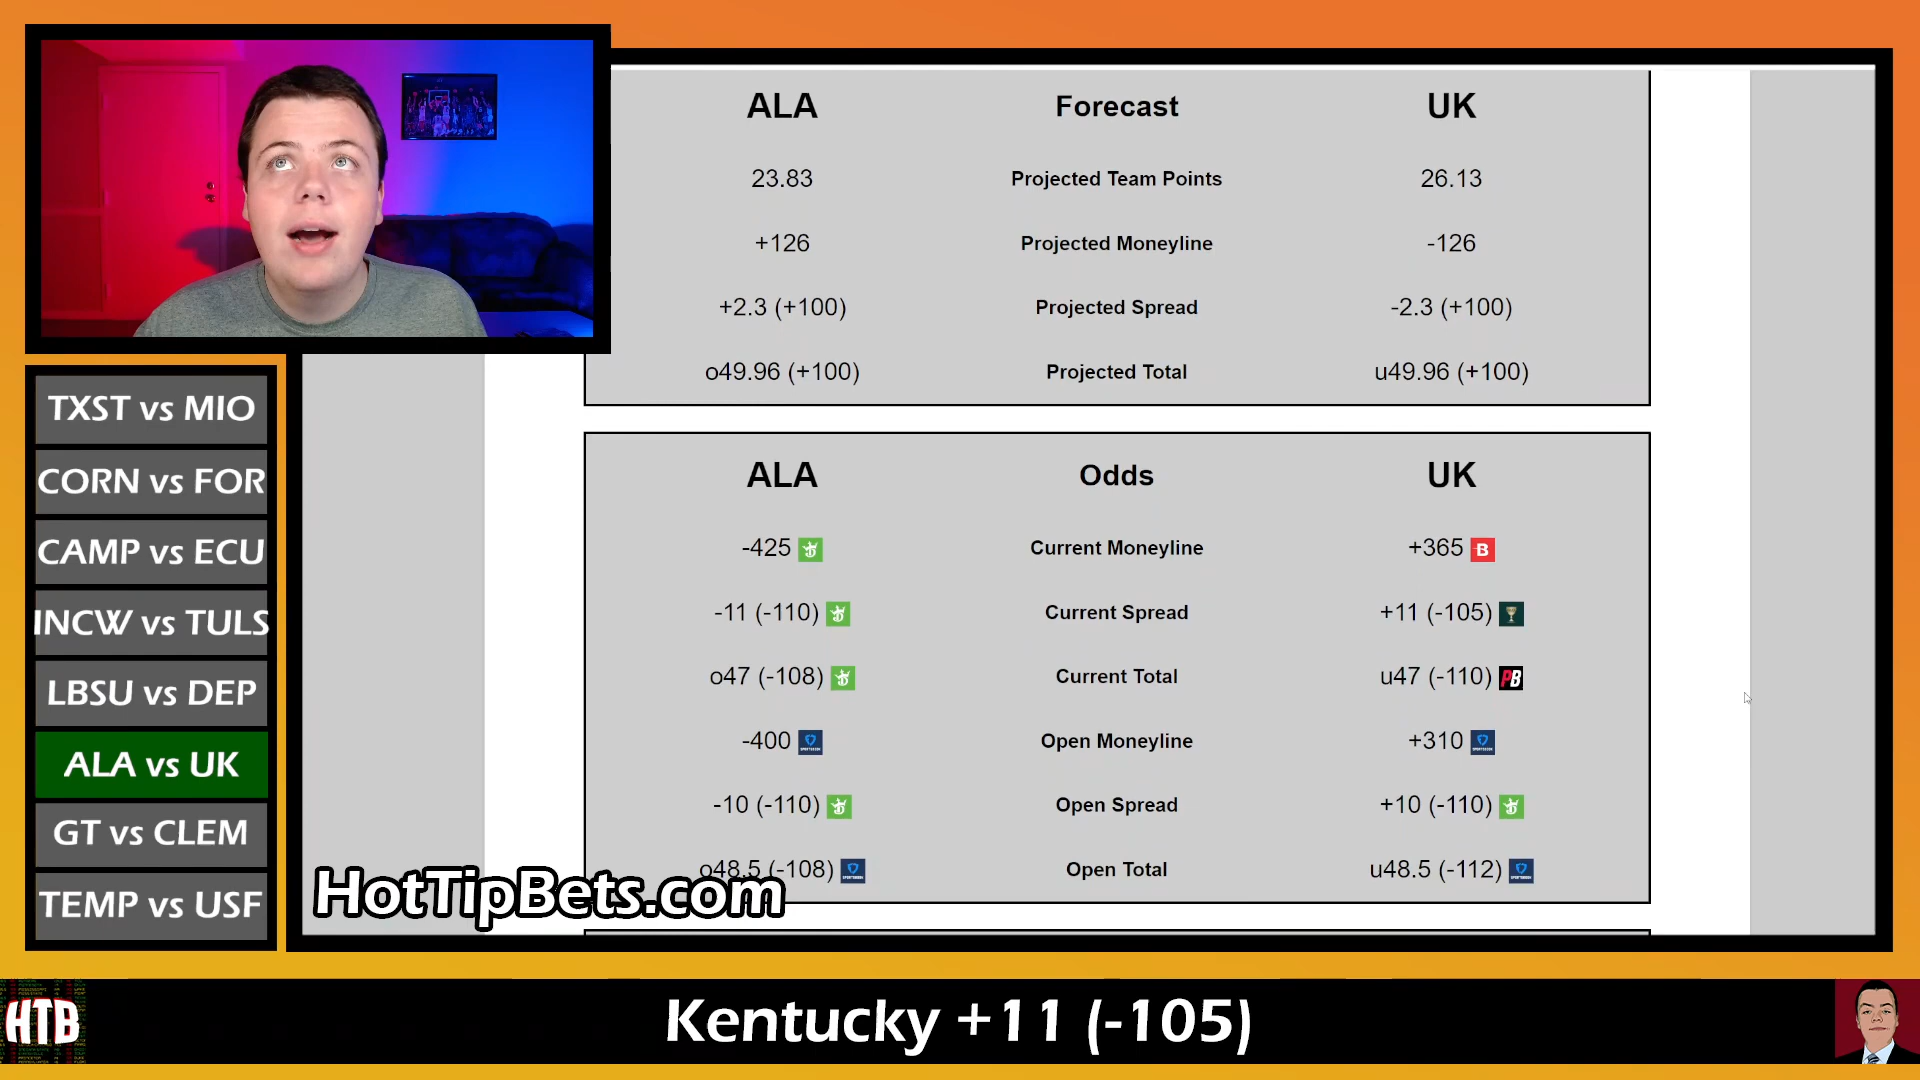 ALA Forecast UK
23.83 Projected Team Points 26.13
+126 Projected Moneyline -126
+2.3 (+100) Projected Spread -2.3 (+100)
o49.96 (+100) Projected Total u49.96 (+100)
ALA Odds UK
-425 Current Moneyline +365 B
-11 (-110) Current Spread +11 (-105)
o47 (-108) Current Total u47 (-110) PB
-400 Open Moneyline +310
-10 (-110) Open Spread +10 (-110)
o48.5 (-108) Open Total u48.5 (-112)
TXST vs MIO
CORN vs FOR
CAMP vs ECU
INCW vs TULS
LBSU vs DEP
ALA vs UK
GT vs CLEM
TEMP vs USF
HotTipBets.com
HTB
Kentucky +11 (-105)